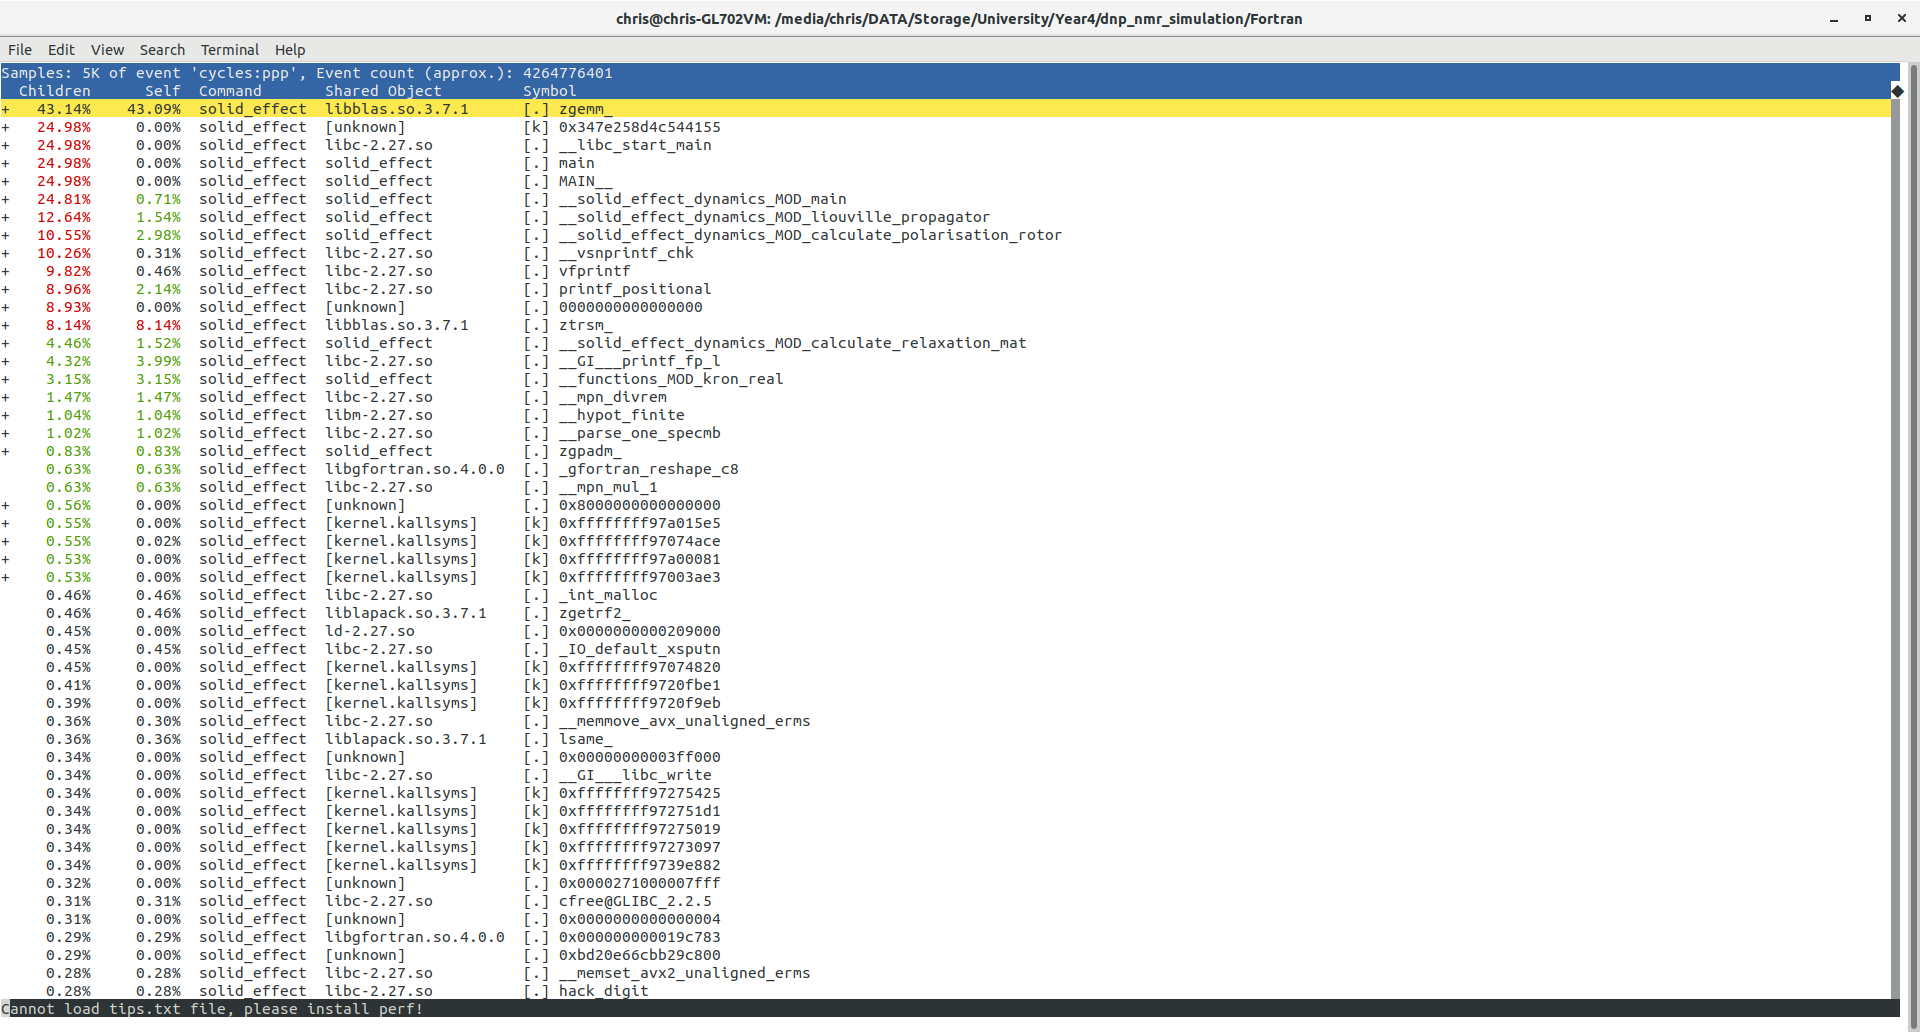 chris@chris-GL702VM: /media/chris/DATA/Storage/University/Year4/dnp_nmr_simulation/Fortran
File Edit View Search Terminal Help
Samples: 5K of event 'cycles:ppp', Event count (approx.): 4264776401
Children Self Command Shared Object Symbol
+ 43.14% 43.09% solid_effect libblas.so.3.7.1 [.] zgemm_
+ 24.98% 0.00% solid_effect [unknown] [k] 0x347e258d4c544155
+ 24.98% 0.00% solid_effect libc-2.27.so [.] __libc_start_main
+ 24.98% 0.00% solid_effect solid_effect [.] main
+ 24.98% 0.00% solid_effect solid_effect [.] MAIN__
+ 24.81% 0.71% solid_effect solid_effect [.] __solid_effect_dynamics_MOD_main
+ 12.64% 1.54% solid_effect solid_effect [.] __solid_effect_dynamics_MOD_liouville_propagator
+ 10.55% 2.98% solid_effect solid_effect [.] __solid_effect_dynamics_MOD_calculate_polarisation_rotor
+ 10.26% 0.31% solid_effect libc-2.27.so [.] __vsnprintf_chk
+ 9.82% 0.46% solid_effect libc-2.27.so [.] vfprintf
+ 8.96% 2.14% solid_effect libc-2.27.so [.] printf_positional
+ 8.93% 0.00% solid_effect [unknown] [.] 0000000000000000
+ 8.14% 8.14% solid_effect libblas.so.3.7.1 [.] ztrsm_
+ 4.46% 1.52% solid_effect solid_effect [.] __solid_effect_dynamics_MOD_calculate_relaxation_mat
+ 4.32% 3.99% solid_effect libc-2.27.so [.] __GI___printf_fp_l
+ 3.15% 3.15% solid_effect solid_effect [.] __functions_MOD_kron_real
+ 1.47% 1.47% solid_effect libc-2.27.so [.] __mpn_divrem
+ 1.04% 1.04% solid_effect libm-2.27.so [.] __hypot_finite
+ 1.02% 1.02% solid_effect libc-2.27.so [.] __parse_one_specmb
+ 0.83% 0.83% solid_effect solid_effect [.] zgpadm_
0.63% 0.63% solid_effect libgfortran.so.4.0.0 [.] _gfortran_reshape_c8
0.63% 0.63% solid_effect libc-2.27.so [.] __mpn_mul_1
+ 0.56% 0.00% solid_effect [unknown] [.] 0x8000000000000000
+ 0.55% 0.00% solid_effect [kernel.kallsyms] [k] 0xffffffff97a015e5
+ 0.55% 0.02% solid_effect [kernel.kallsyms] [k] 0xffffffff97074ace
+ 0.53% 0.00% solid_effect [kernel.kallsyms] [k] 0xffffffff97a00081
+ 0.53% 0.00% solid_effect [kernel.kallsyms] [k] 0xffffffff97003ae3
0.46% 0.46% solid_effect libc-2.27.so [.] _int_malloc
0.46% 0.46% solid_effect liblapack.so.3.7.1 [.] zgetrf2_
0.45% 0.00% solid_effect ld-2.27.so [.] 0x0000000000209000
0.45% 0.45% solid_effect libc-2.27.so [.] _IO_default_xsputn
0.45% 0.00% solid_effect [kernel.kallsyms] [k] 0xffffffff97074820
0.41% 0.00% solid_effect [kernel.kallsyms] [k] 0xffffffff9720fbe1
0.39% 0.00% solid_effect [kernel.kallsyms] [k] 0xffffffff9720f9eb
0.36% 0.30% solid_effect libc-2.27.so [.] __memmove_avx_unaligned_erms
0.36% 0.36% solid_effect liblapack.so.3.7.1 [.] lsame_
0.34% 0.00% solid_effect [unknown] [.] 0x00000000003ff000
0.34% 0.00% solid_effect libc-2.27.so [.] __GI___libc_write
0.34% 0.00% solid_effect [kernel.kallsyms] [k] 0xffffffff97275425
0.34% 0.00% solid_effect [kernel.kallsyms] [k] 0xffffffff972751d1
0.34% 0.00% solid_effect [kernel.kallsyms] [k] 0xffffffff97275019
0.34% 0.00% solid_effect [kernel.kallsyms] [k] 0xffffffff97273097
0.34% 0.00% solid_effect [kernel.kallsyms] [k] 0xffffffff9739e882
0.32% 0.00% solid_effect [unknown] [.] 0x0000271000007fff
0.31% 0.31% solid_effect libc-2.27.so [.] cfree@GLIBC_2.2.5
0.31% 0.00% solid_effect [unknown] [.] 0x0000000000000004
0.29% 0.29% solid_effect libgfortran.so.4.0.0 [.] 0x000000000019c783
0.29% 0.00% solid_effect [unknown] [.] 0xbd20e66cbb29c800
0.28% 0.28% solid_effect libc-2.27.so [.] __memset_avx2_unaligned_erms
0.28% 0.28% solid_effect libc-2.27.so [.] hack_digit
Cannot load tips.txt file, please install perf!